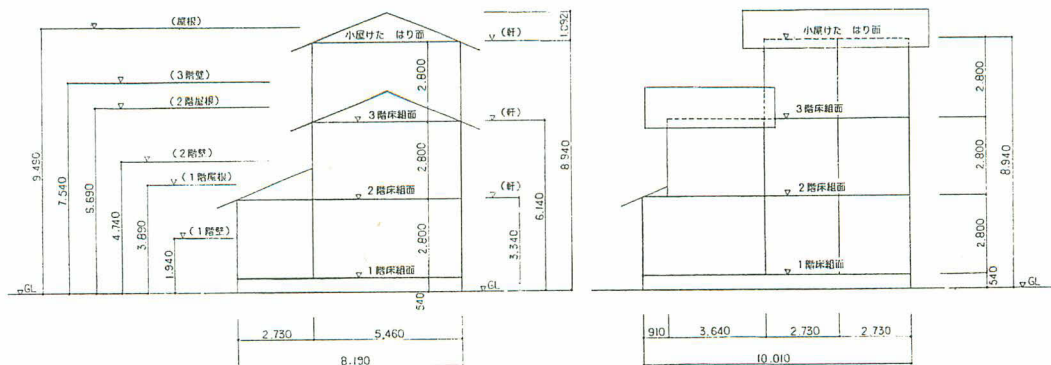 (屋根)
(3階壁)
(2階屋根)
(2階壁)
(1階屋根)
(1階壁)
9.490
7.540
6.690
4.740
3.890
1.940
GL
小屋けた はり面
3階床組面
2階床組面
1階床組面
2.800
2.800
2.800
540
(軒)
(軒)
(軒)
1.092
8.940
6.140
3.340
GL
2.730
5.460
8.190
小屋けた はり面
3階床組面
2階床組面
1階床組面
2.800
2.800
2.800
540
8.940
GL
910
3.640
2.730
2.730
10.010